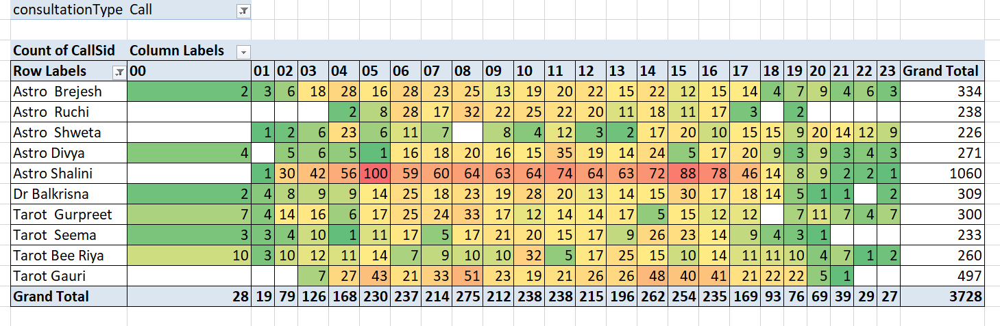 consultationType Call
Count of CallSid Column Labels
Row Labels 00 01 02 03 04 05 06 07 08 09 10 11 12 13 14 15 16 17 18 19 20 21 22 23 Grand Total
Astro Brejesh 2 3 6 18 28 16 28 23 25 13 19 20 22 15 22 12 15 14 4 7 9 4 6 3 334
Astro Ruchi 2 8 28 17 32 22 25 22 20 11 18 11 17 3 2 238
Astro Shweta 1 2 6 23 6 11 7 8 4 12 3 2 17 20 10 15 15 9 20 14 12 9 226
Astro Divya 4 5 6 5 1 16 18 20 16 15 35 19 14 24 5 17 20 9 3 9 3 4 3 271
Astro Shalini 1 30 42 56 100 59 60 64 63 64 74 64 63 72 88 78 46 14 8 9 2 2 1 1060
Dr Balkrisna 2 4 8 9 9 14 25 18 23 19 28 20 13 14 15 30 17 18 14 5 1 1 2 309
Tarot Gurpreet 7 4 14 16 6 17 25 24 33 17 12 14 14 17 5 15 12 12 7 11 7 4 7 300
Tarot Seema 3 3 4 10 1 11 17 5 17 21 20 15 17 9 26 23 14 9 4 3 1 233
Tarot Bee Riya 10 3 10 12 11 14 7 9 10 10 32 5 17 25 15 10 14 11 11 10 4 7 1 2 260
Tarot Gauri 7 27 43 21 33 51 23 19 21 26 26 48 40 41 21 22 22 5 1 497
Grand Total 28 19 79 126 168 230 237 214 275 212 238 238 215 196 262 254 235 169 93 76 69 39 29 27 3728